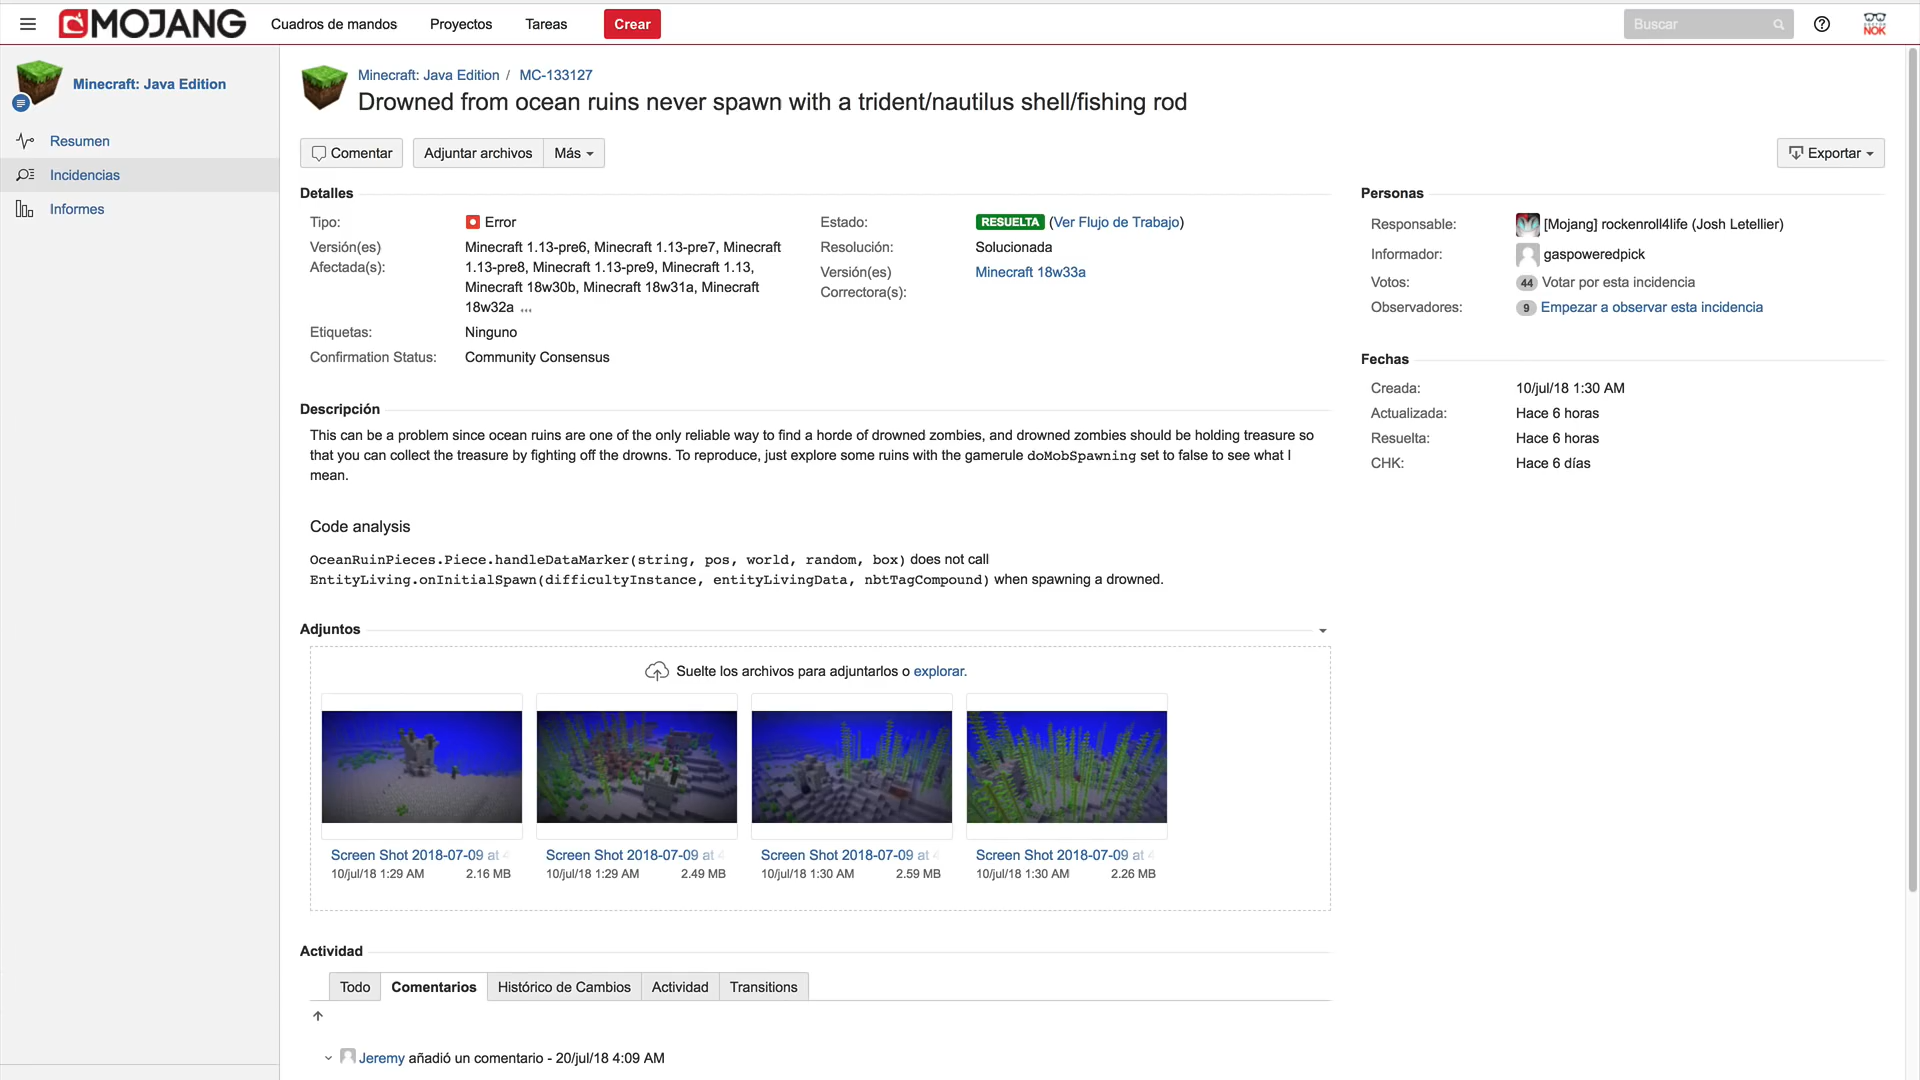 MOJANG Cuadros de mandos Proyectos Tareas Crear Buscar
NOK
Minecraft: Java Edition
Resumen
Incidencias
Informes
Minecraft: Java Edition / MC-133127
Drowned from ocean ruins never spawn with a trident/nautilus shell/fishing rod
Comentar Adjuntar archivos Más Exportar
Detalles
Tipo: Error
Versión(es) Afectada(s):
Minecraft 1.13-pre6, Minecraft 1.13-pre7, Minecraft
1.13-pre8, Minecraft 1.13-pre9, Minecraft 1.13,
Minecraft 18w30b, Minecraft 18w31a, Minecraft
18w32a ...
Etiquetas: Ninguno
Confirmation Status: Community Consensus
Estado: RESUELTA (Ver Flujo de Trabajo)
Resolución: Solucionada
Versión(es) Minecraft 18w33a
Correctora(s):
Personas
Responsable: [Mojang] rockenroll4life (Josh Letellier)
Informador: gaspoweredpick
Votos: 44 Votar por esta incidencia
Observadores: 9 Empezar a observar esta incidencia
Fechas
Creada: 10/jul/18 1:30 AM
Actualizada: Hace 6 horas
Resuelta: Hace 6 horas
CHK: Hace 6 días
Descripción
This can be a problem since ocean ruins are one of the only reliable way to find a horde of drowned zombies, and drowned zombies should be holding treasure so
that you can collect the treasure by fighting off the drowns. To reproduce, just explore some ruins with the gamerule doMobSpawning set to false to see what I
mean.
Code analysis
OceanRuinPieces.Piece.handleDataMarker(string, pos, world, random, box) does not call
EntityLiving.onInitialSpawn(difficultyInstance, entityLivingData, nbtTagCompound) when spawning a drowned.
Adjuntos
Suelte los archivos para adjuntarlos o explorar.
Screen Shot 2018-07-09 at 4
10/jul/18 1:29 AM 2.16 MB
Screen Shot 2018-07-09 at 4
10/jul/18 1:29 AM 2.49 MB
Screen Shot 2018-07-09 at 4
10/jul/18 1:30 AM 2.59 MB
Screen Shot 2018-07-09 at 4
10/jul/18 1:30 AM 2.26 MB
Actividad
Todo Comentarios Histórico de Cambios Actividad Transitions
Jeremy añadió un comentario - 20/jul/18 4:09 AM